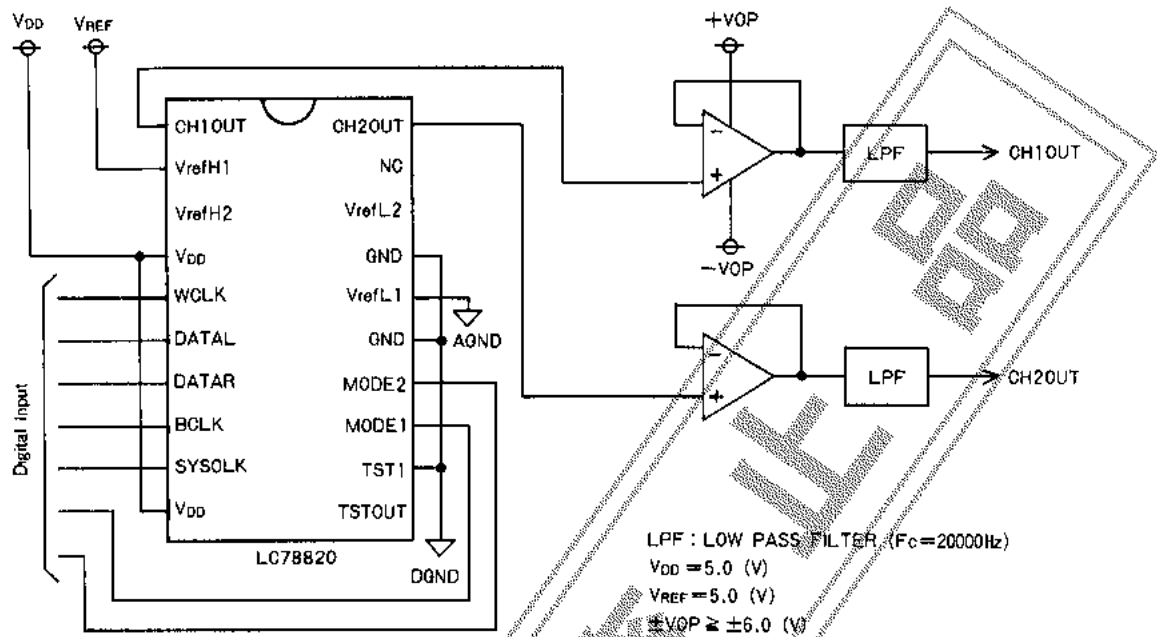 VDD
VREF
+VOP
CH1OUT
VrefH1
VrefH2
VDD
WCLK
DATAL
DATAR
BCLK
SYSOLK
VDD
CH2OUT
NC
VrefL2
GND
VrefL1
GND
MODE2
MODE1
TST1
TSTOUT
LC78820
AGND
DGND
Digital input
−
+
−VOP
LPF
CH1OUT
−
+
LPF
CH2OUT
LPF : LOW PASS FILTER (Fc=20000Hz)
VDD =5.0 (V)
VREF =5.0 (V)
±VOP ≧ ±6.0 (V)